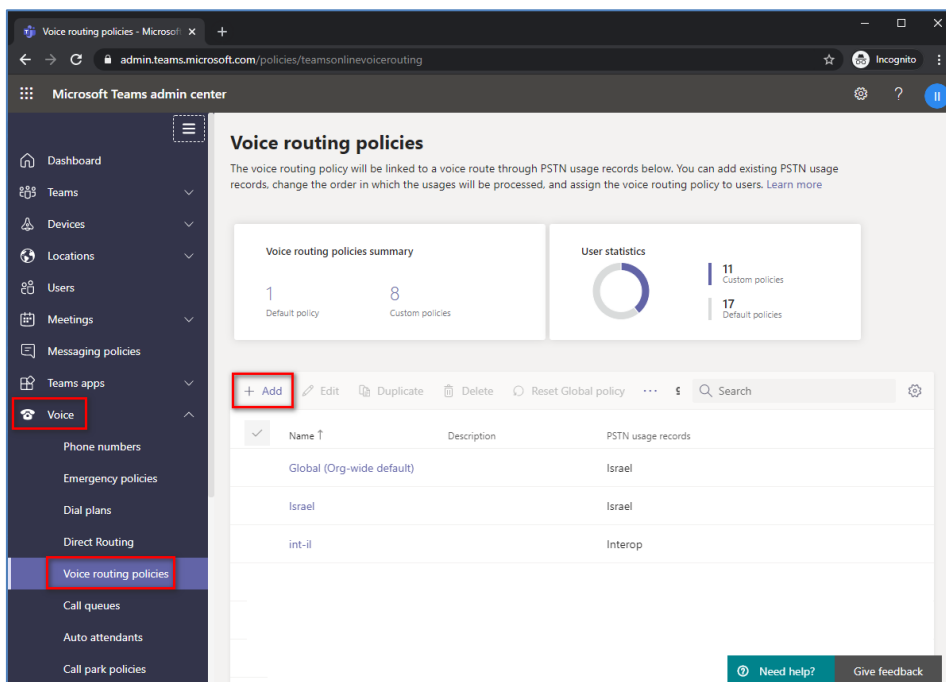 Voice routing policies - Microsoft
admin.teams.microsoft.com/policies/teamsonlinevoicerouting
Incognito
Microsoft Teams admin center
?
II
Dashboard
Teams
Devices
Locations
Users
Meetings
Messaging policies
Teams apps
Voice
Phone numbers
Emergency policies
Dial plans
Direct Routing
Voice routing policies
Call queues
Auto attendants
Call park policies
Voice routing policies
The voice routing policy will be linked to a voice route through PSTN usage records below. You can add existing PSTN usage
records, change the order in which the usages will be processed, and assign the voice routing policy to users. Learn more
Voice routing policies summary
1
Default policy
8
Custom policies
User statistics
11
Custom policies
17
Default policies
+ Add Edit Duplicate Delete Reset Global policy ··· Search
Name ↑ Description PSTN usage records
Global (Org-wide default) Israel
Israel Israel
int-il Interop
Need help? Give feedback